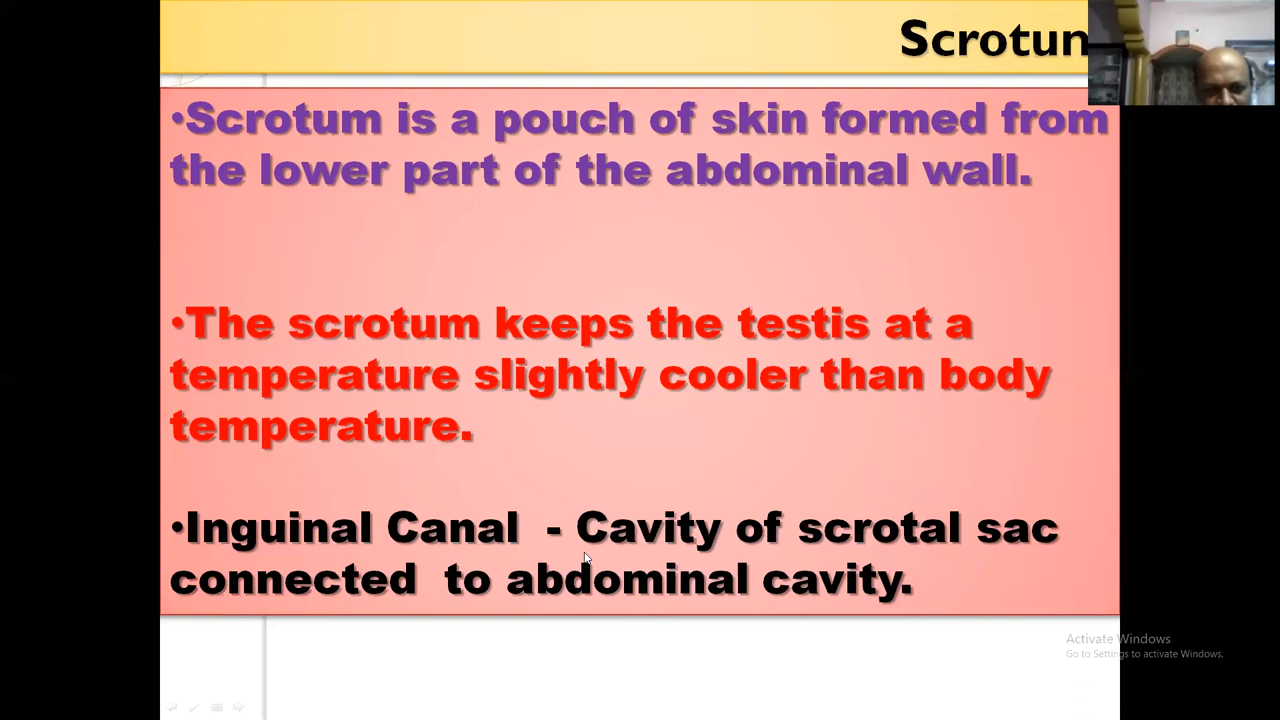 Scrotum
•Scrotum is a pouch of skin formed from
the lower part of the abdominal wall.
•The scrotum keeps the testis at a
temperature slightly cooler than body
temperature.
•Inguinal Canal - Cavity of scrotal sac
connected to abdominal cavity.
Activate Windows
Go to Settings to activate Windows.